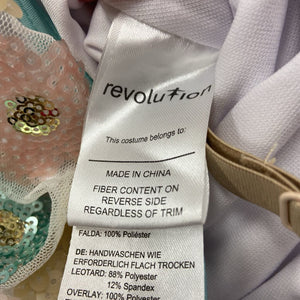 revolution
This costume belongs to:
MADE IN CHINA
FIBER CONTENT ON
REVERSE SIDE
REGARDLESS OF TRIM
FALDA: 100% Poliéster
DE: HANDWASCHEN WIE
ERFORDERLICH FLACH TROCKEN
LEOTARD: 88% Polyester
12% Spandex
OVERLAY: 100% Polyester